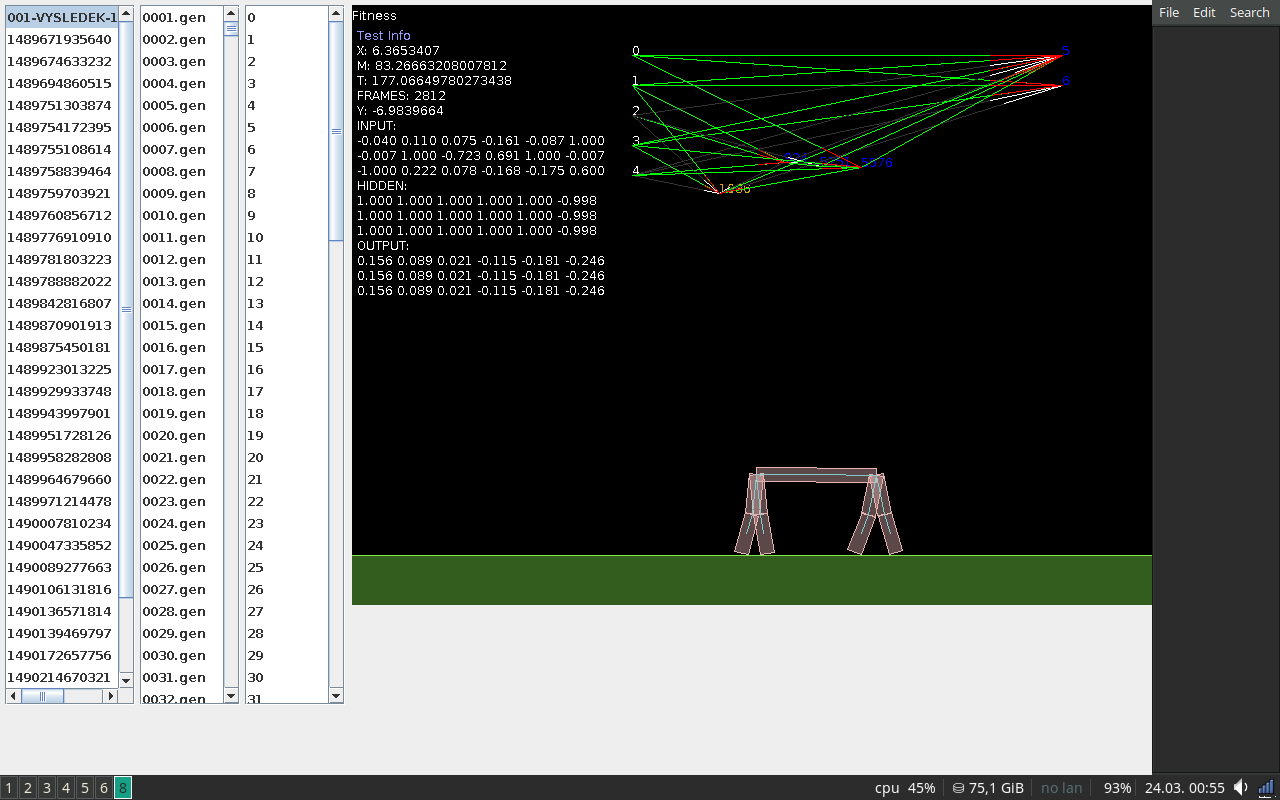 001-VYSLEDEK-1
1489671935640
1489674633232
1489694860515
1489751303874
1489754172395
1489755108614
1489758839464
1489759703921
1489760856712
1489776910910
1489781803223
1489788882022
1489842816807
1489870901913
1489875450181
1489923013225
1489929933748
1489943997901
1489951728126
1489958282808
1489964679660
1489971214478
1490007810234
1490047335852
1490089277663
1490106131816
1490136571814
1490139469797
1490172657756
1490214670321
0001.gen
0002.gen
0003.gen
0004.gen
0005.gen
0006.gen
0007.gen
0008.gen
0009.gen
0010.gen
0011.gen
0012.gen
0013.gen
0014.gen
0015.gen
0016.gen
0017.gen
0018.gen
0019.gen
0020.gen
0021.gen
0022.gen
0023.gen
0024.gen
0025.gen
0026.gen
0027.gen
0028.gen
0029.gen
0030.gen
0031.gen
0032.gen
0
1
2
3
4
5
6
7
8
9
10
11
12
13
14
15
16
17
18
19
20
21
22
23
24
25
26
27
28
29
30
31
Fitness
Test Info
X: 6.3653407
M: 83.26663208007812
T: 177.06649780273438
FRAMES: 2812
Y: -6.9839664
INPUT:
-0.040 0.110 0.075 -0.161 -0.087 1.000
-0.007 1.000 -0.723 0.691 1.000 -0.007
-1.000 0.222 0.078 -0.168 -0.175 0.600
HIDDEN:
1.000 1.000 1.000 1.000 1.000 -0.998
1.000 1.000 1.000 1.000 1.000 -0.998
1.000 1.000 1.000 1.000 1.000 -0.998
OUTPUT:
0.156 0.089 0.021 -0.115 -0.181 -0.246
0.156 0.089 0.021 -0.115 -0.181 -0.246
0.156 0.089 0.021 -0.115 -0.181 -0.246
0
1
2
3
4
5
6
File Edit Search
1 2 3 4 5 6 8
cpu 45% 75,1 GiB no lan 93% 24.03. 00:55